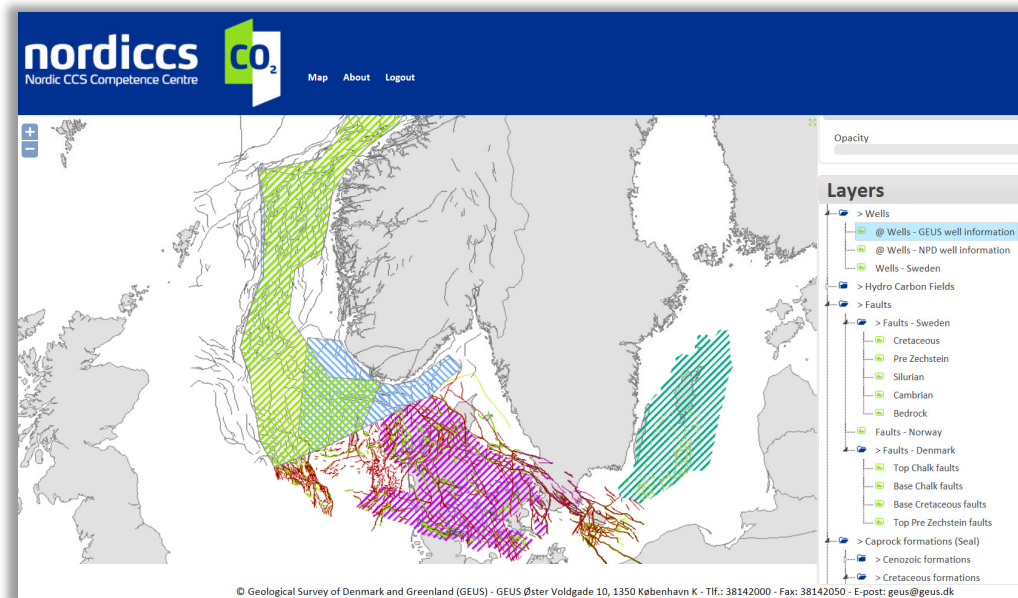 nordiccs
Nordic CCS Competence Centre
CO2
Map About Logout
+
−
Opacity
Layers
> Wells
@ Wells - GEUS well information
@ Wells - NPD well information
Wells - Sweden
> Hydro Carbon Fields
> Faults
> Faults - Sweden
Cretaceous
Pre Zechstein
Silurian
Cambrian
Bedrock
Faults - Norway
> Faults - Denmark
Top Chalk faults
Base Chalk faults
Base Cretaceous faults
Top Pre Zechstein faults
> Caprock formations (Seal)
> Cenozoic formations
> Cretaceous formations
© Geological Survey of Denmark and Greenland (GEUS) - GEUS Øster Voldgade 10, 1350 København K - Tlf.: 38142000 - Fax: 38142050 - E-post: geus@geus.dk